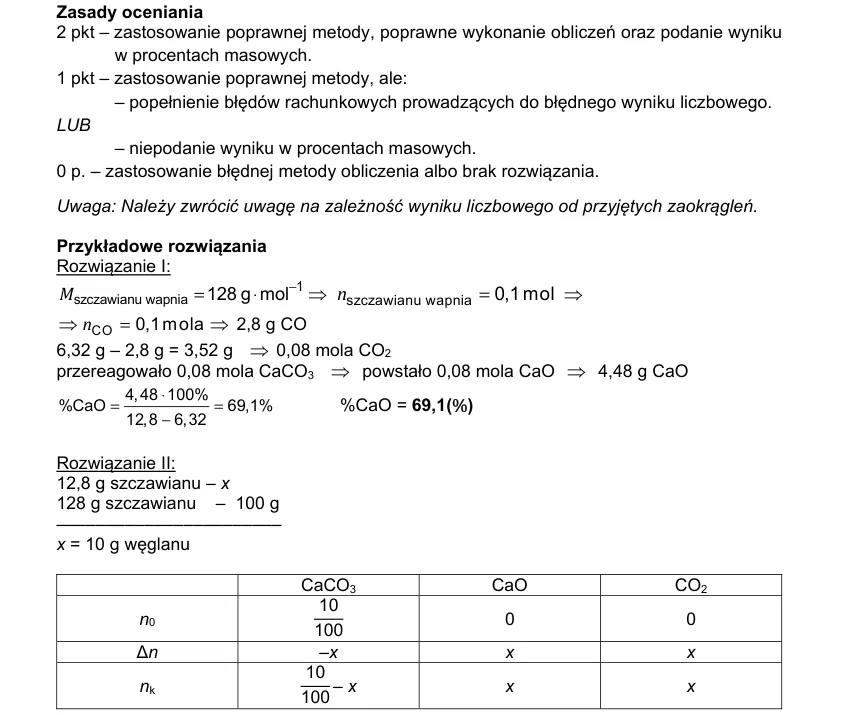 Zasady oceniania
2 pkt – zastosowanie poprawnej metody, poprawne wykonanie obliczeń oraz podanie wyniku
w procentach masowych.
1 pkt – zastosowanie poprawnej metody, ale:
– popełnienie błędów rachunkowych prowadzących do błędnego wyniku liczbowego.
LUB
– niepodanie wyniku w procentach masowych.
0 p. – zastosowanie błędnej metody obliczenia albo brak rozwiązania.
Uwaga: Należy zwrócić uwagę na zależność wyniku liczbowego od przyjętych zaokrągleń.
Przykładowe rozwiązania
Rozwiązanie I:
M szczawianu wapnia = 128 g · mol⁻¹ ⇒ n szczawianu wapnia = 0,1 mol ⇒
⇒ nCO = 0,1 mola ⇒ 2,8 g CO
6,32 g – 2,8 g = 3,52 g ⇒ 0,08 mola CO₂
przereagowało 0,08 mola CaCO₃ ⇒ powstało 0,08 mola CaO ⇒ 4,48 g CaO
%CaO = 4,48 · 100% / 12,8 – 6,32 = 69,1% %CaO = 69,1(%)
Rozwiązanie II:
12,8 g szczawianu – x
128 g szczawianu – 100 g
x = 10 g węglanu
CaCO₃ CaO CO₂
n₀ 10/100 0 0
Δn –x x x
nₖ 10/100 – x x x